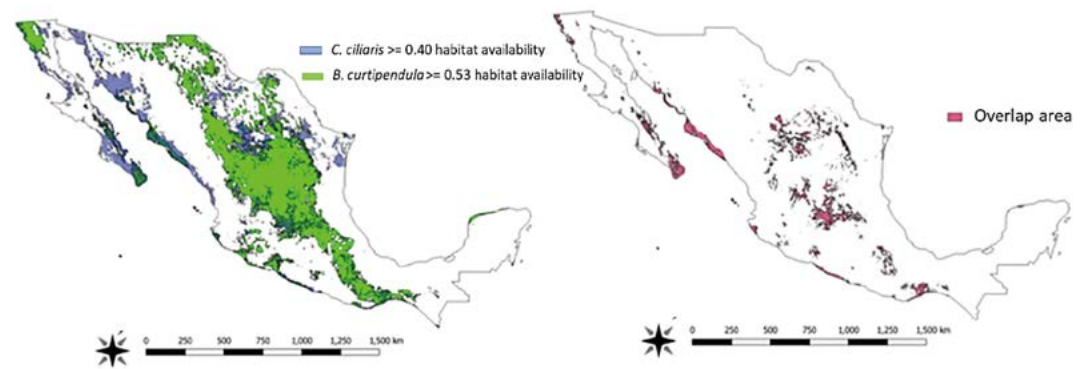 C. ciliaris >= 0.40 habitat availability
B. curtipendula >= 0.53 habitat availability
Overlap area
0 250 500 750 1,000 1,250 1,500 km
0 250 500 750 1,000 1,250 1,500 km